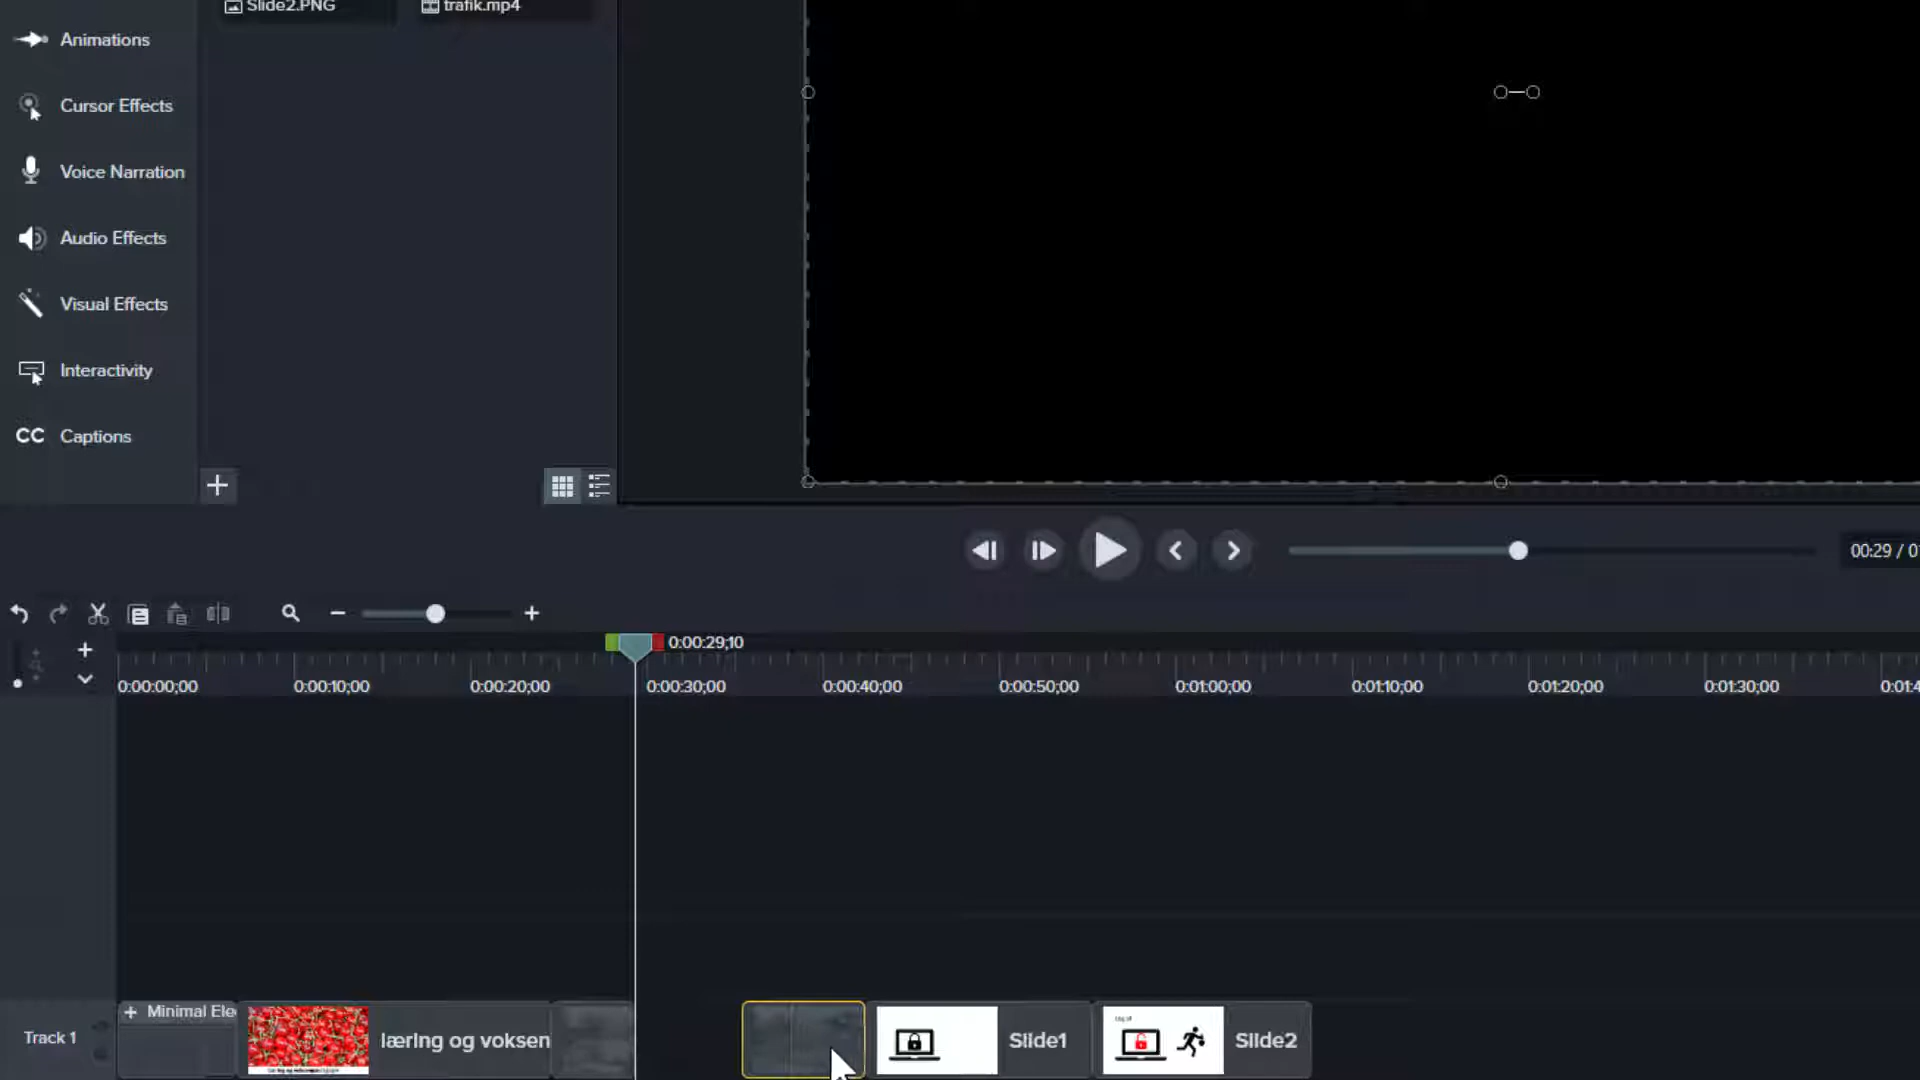 Slide2.PNG
trafik.mp4
Animations
Cursor Effects
Voice Narration
Audio Effects
Visual Effects
Interactivity
CC Captions
00:29 / 0
0:00:29;10
0:00:00;00
0:00:10;00
0:00:20;00
0:00:30;00
0:00:40;00
0:00:50;00
0:01:00;00
0:01:10;00
0:01:20;00
0:01:30;00
0:01:4
Track 1
+ Minimal Ele
læring og voksen
Slide1
Slide2